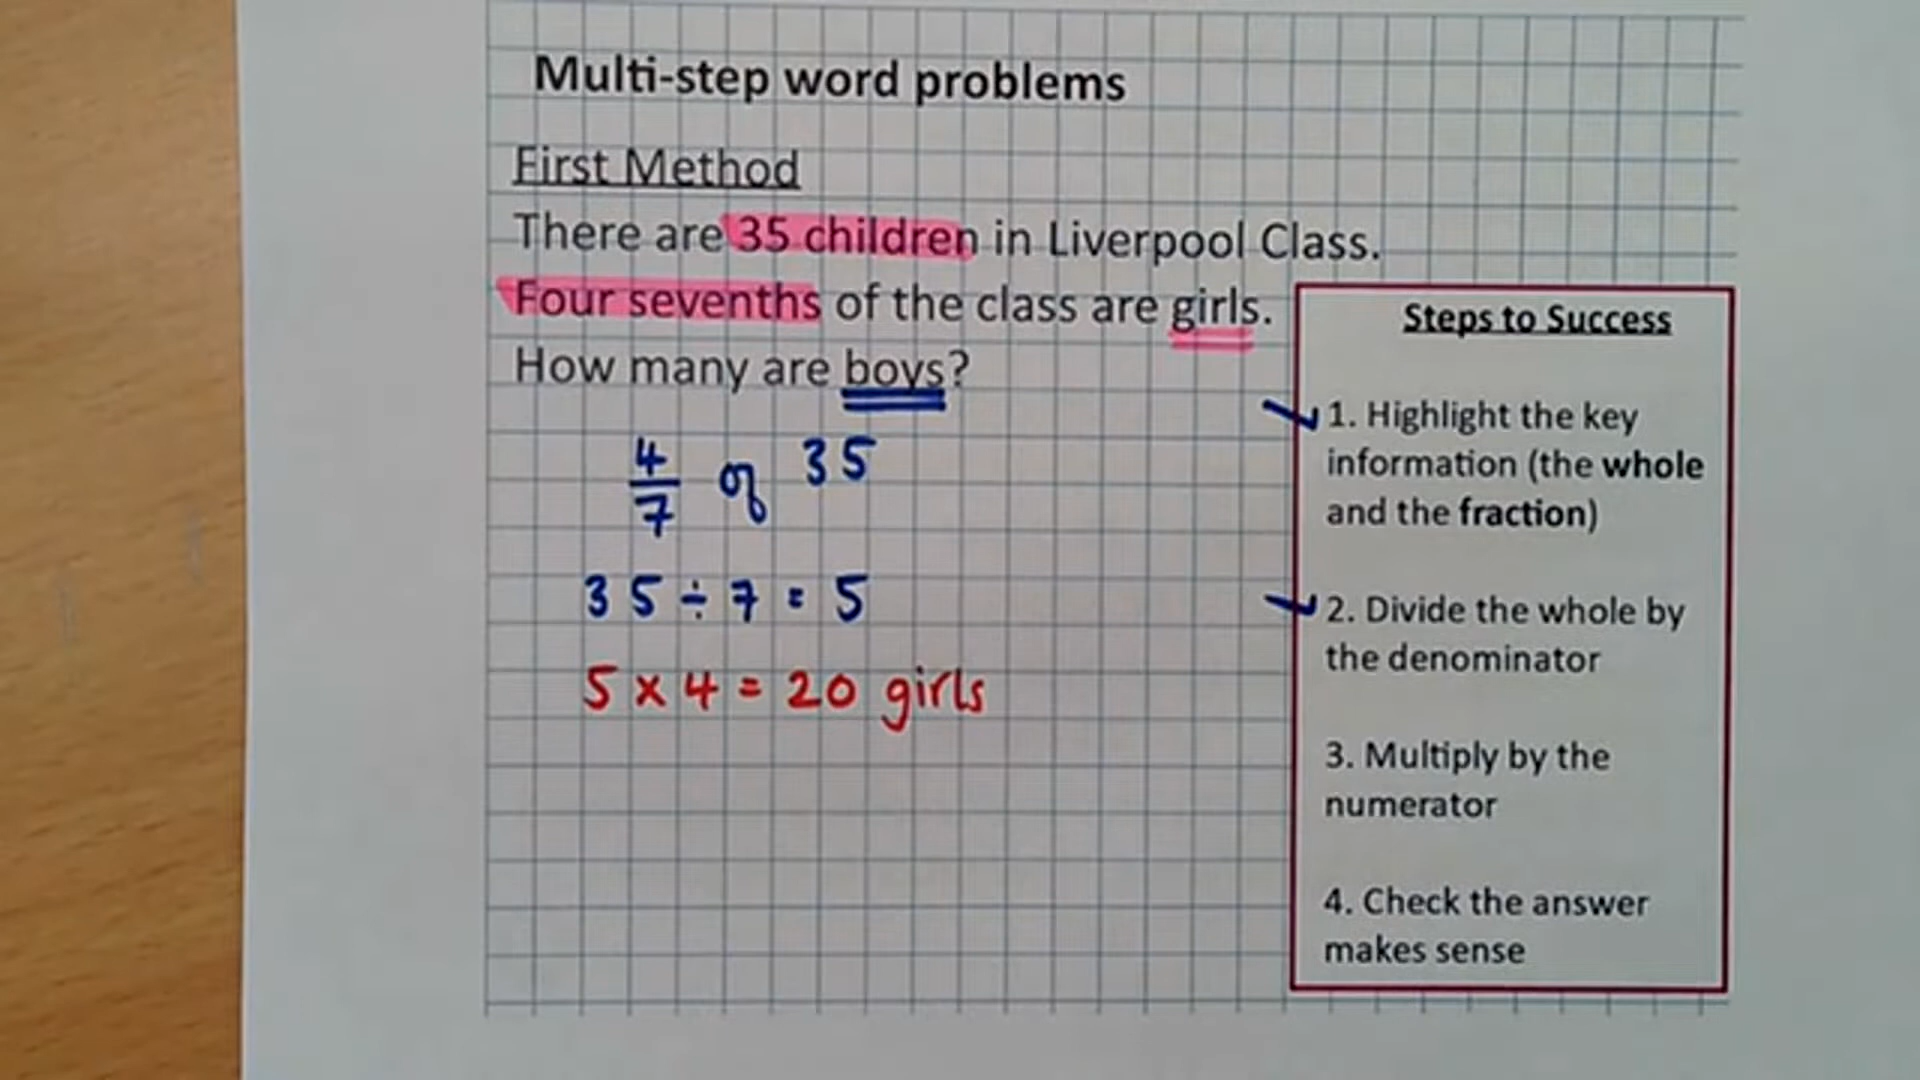 Multi-step word problems
First Method
There are 35 children in Liverpool Class.
Four sevenths of the class are girls.
How many are boys?
4/7 of 35
35 ÷ 7 = 5
5 x 4 = 20 girls
Steps to Success
1. Highlight the key
information (the whole
and the fraction)
2. Divide the whole by
the denominator
3. Multiply by the
numerator
4. Check the answer
makes sense